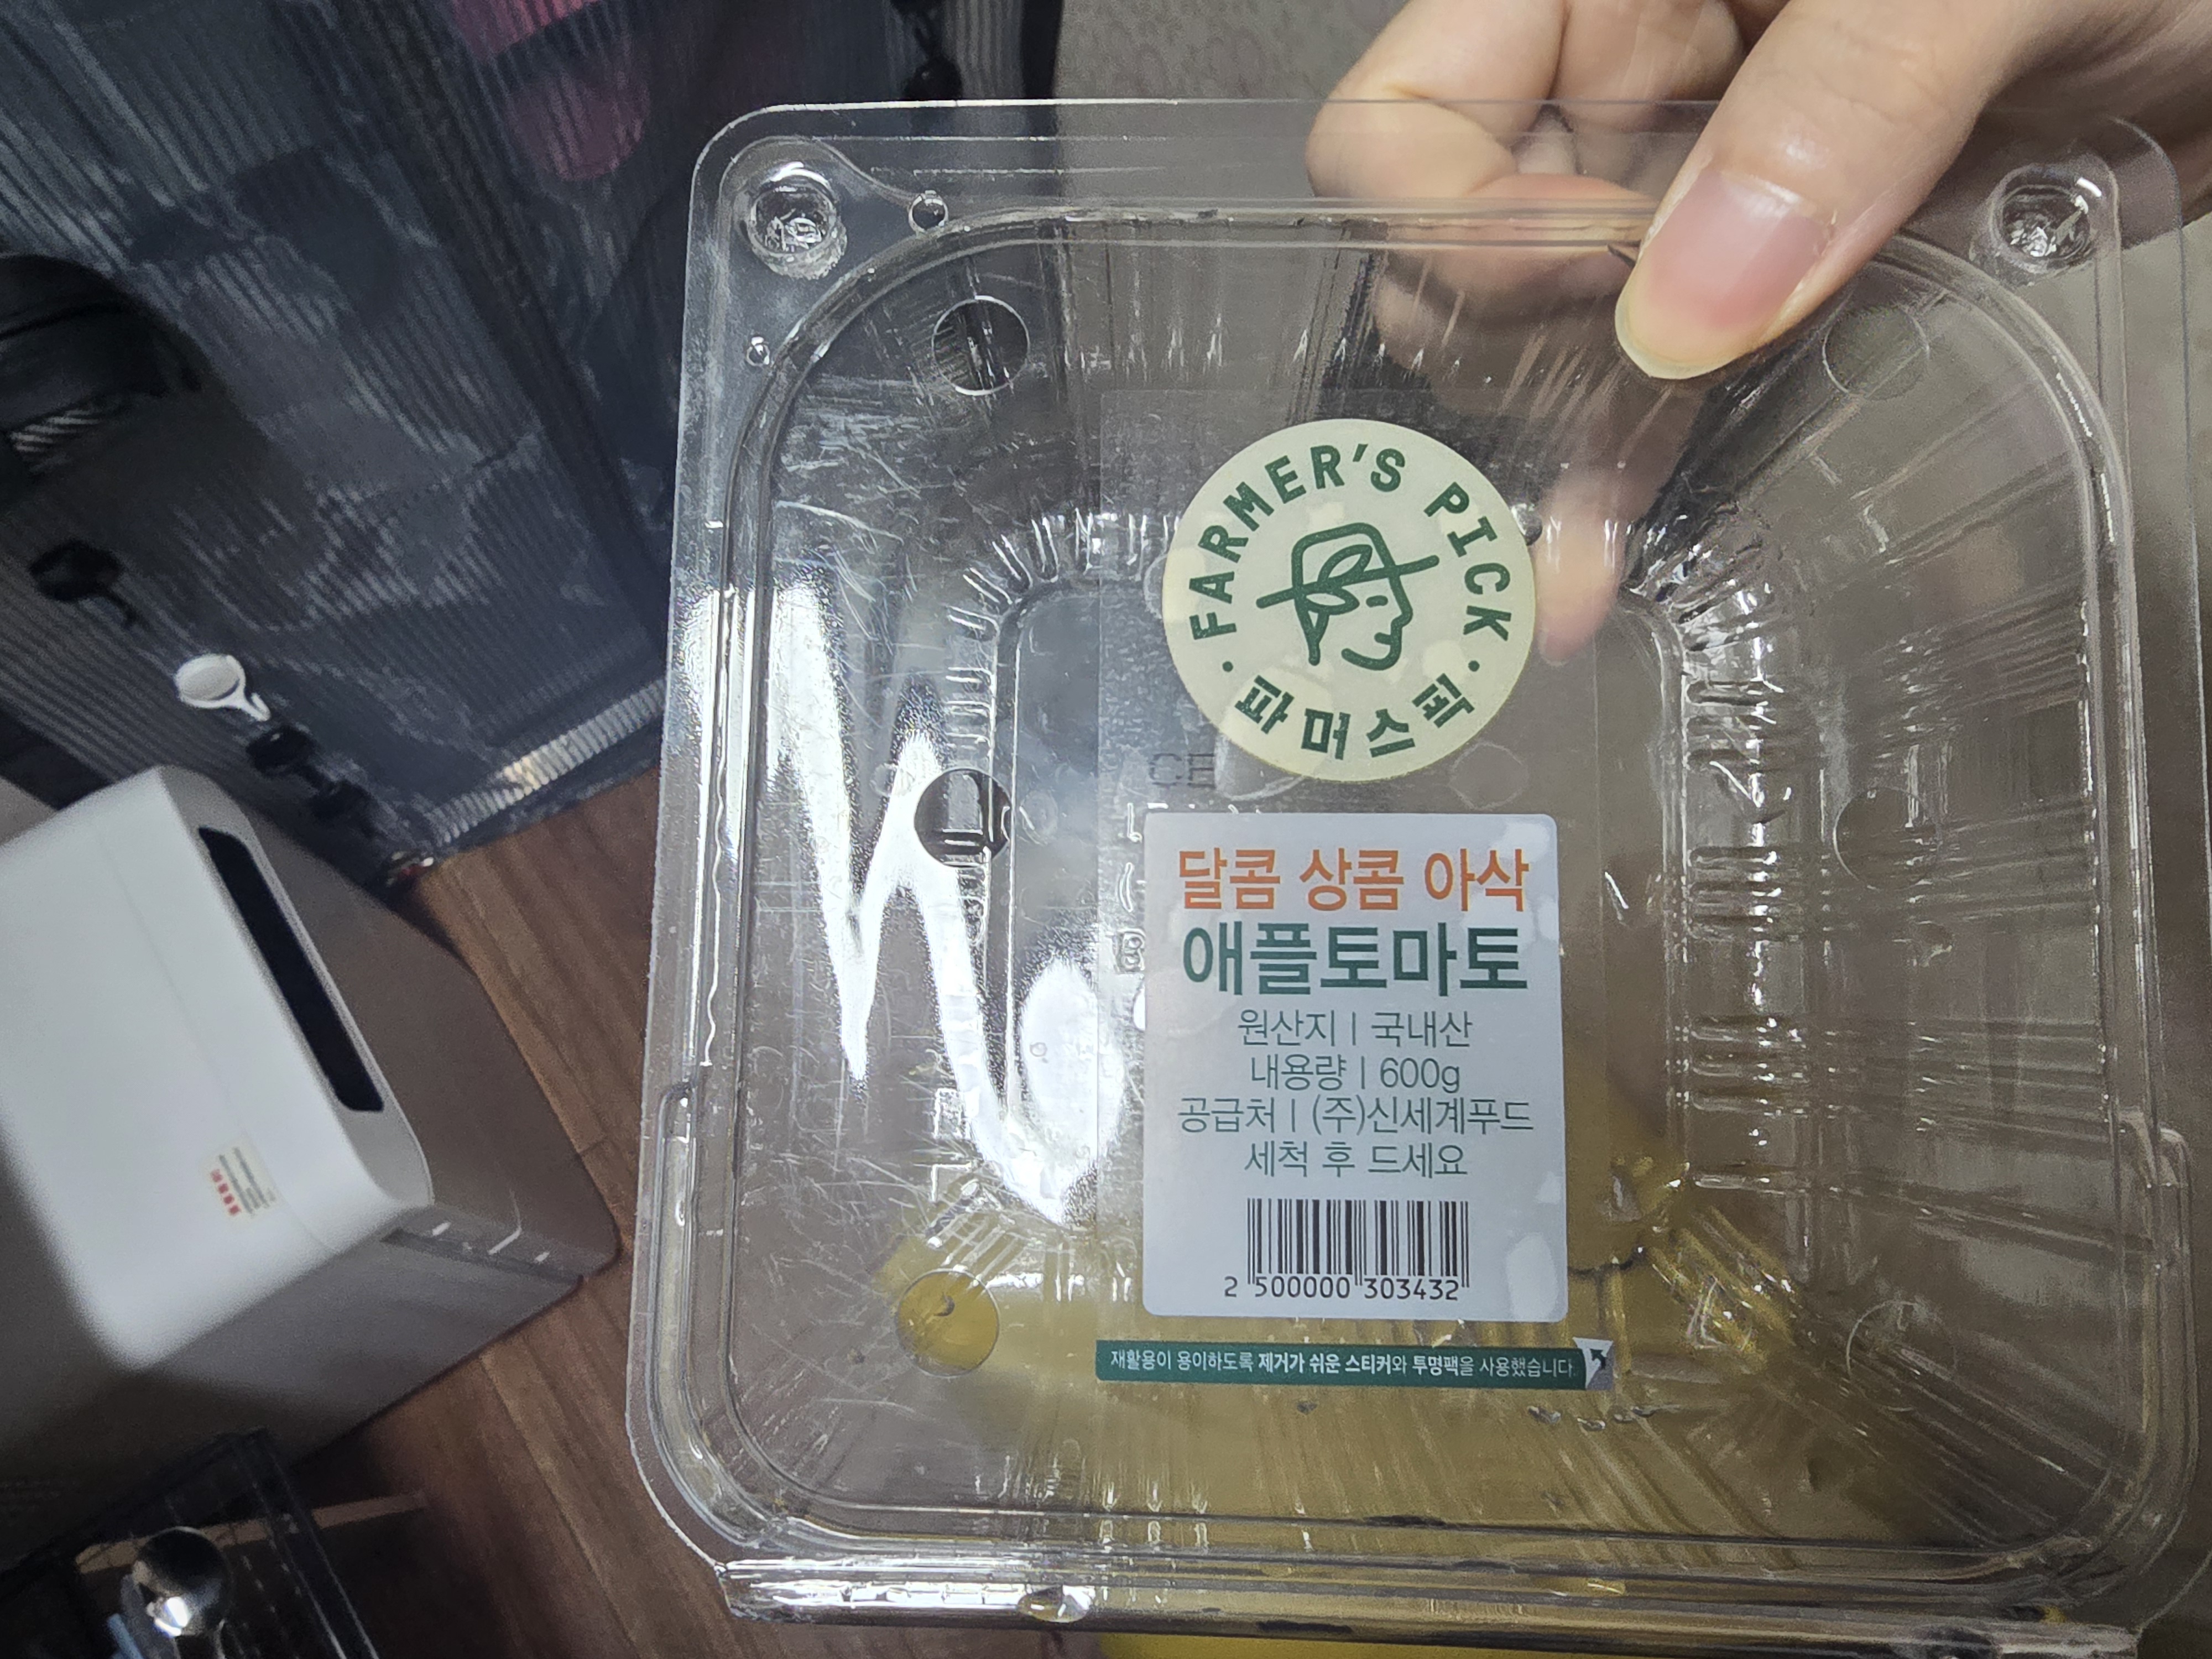 FARMER'S PICK
파머스픽
달콤 상콤 아삭
애플토마토
원산지 | 국내산
내용량 | 600g
공급처 | (주)신세계푸드
세척 후 드세요
2 500000 303432
재활용이 용이하도록 제거가 쉬운 스티커와 투명팩을 사용했습니다.